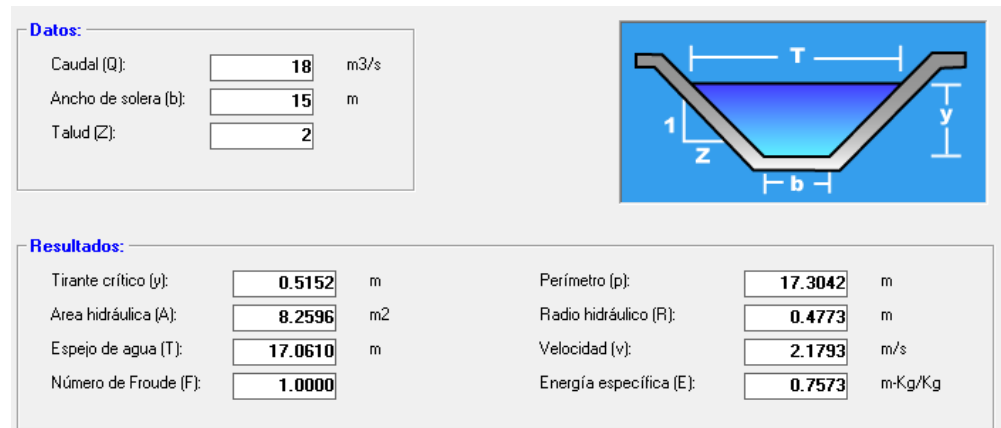 Datos:
Caudal (Q): 18 m3/s
Ancho de solera (b): 15 m
Talud (Z): 2
T
1
Z
y
b
Resultados:
Tirante crítico (y): 0.5152 m
Perímetro (p): 17.3042 m
Area hidráulica (A): 8.2596 m2
Radio hidráulico (R): 0.4773 m
Espejo de agua (T): 17.0610 m
Velocidad (v): 2.1793 m/s
Número de Froude (F): 1.0000
Energía específica (E): 0.7573 m-Kg/Kg